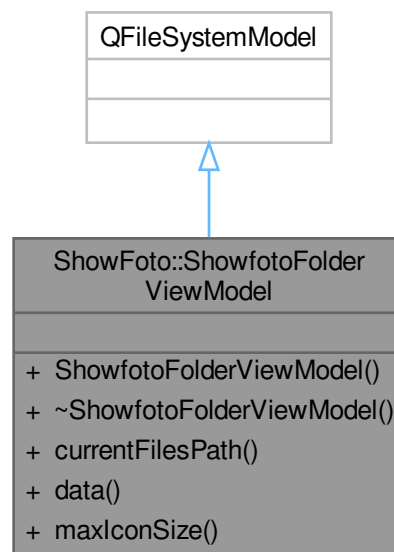 QFileSystemModel
ShowFoto::ShowfotoFolder
ViewModel
+ ShowfotoFolderViewModel()
+ ~ShowfotoFolderViewModel()
+ currentFilesPath()
+ data()
+ maxIconSize()